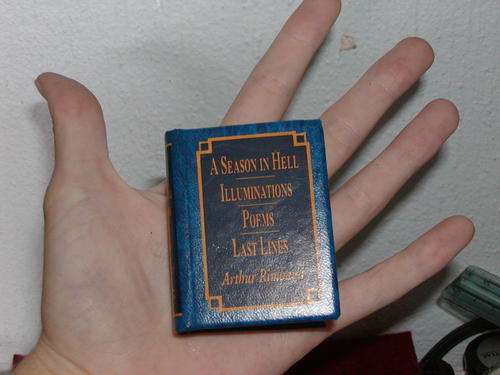 A SEASON IN HELL
ILLUMINATIONS
POEMS
LAST LINES
Arthur Rimbaud